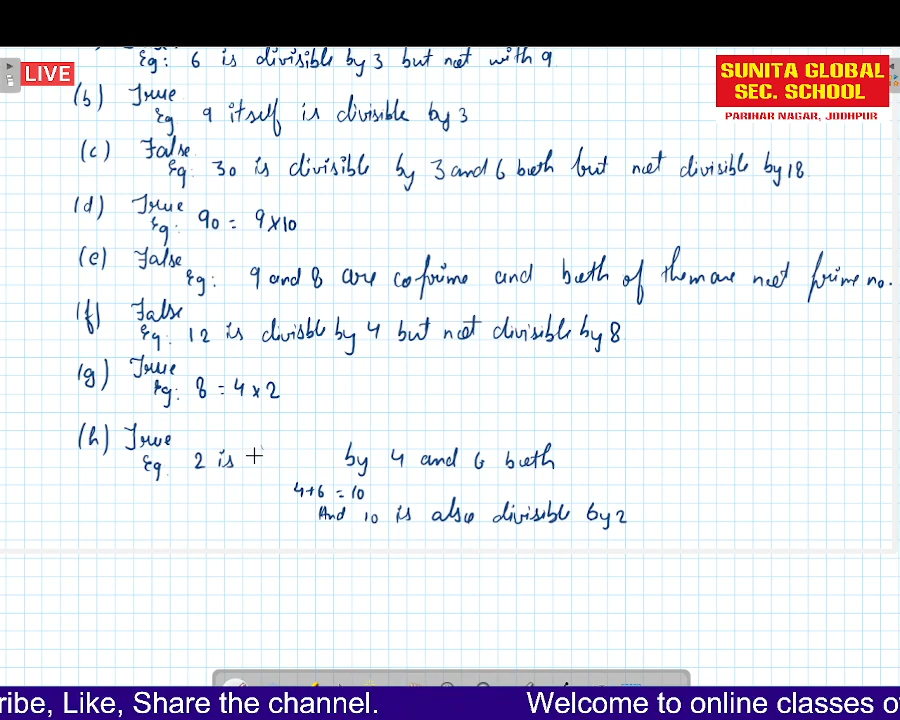 Eg: 6 is divisible by 3 but not with 9
LIVE
SUNITA GLOBAL
SEC. SCHOOL
PARIHAR NAGAR, JODHPUR
(b) True
Eg 9 itself is divisible by 3
(c) False
Eg: 30 is divisible by 3 and 6 both but not divisible by 18
(d) True
Eg: 90 = 9×10
(e) False
Eg: 9 and 8 are coprime and both of them are not prime no.
(f) False
Eg: 12 is divisble by 4 but not divisible by 8
(g) True
Eg: 8 = 4×2
(h) True
Eg. 2 is by 4 and 6 both
4+6 = 10
And 10 is also divisible by 2
ribe, Like, Share the channel. Welcome to online classes o